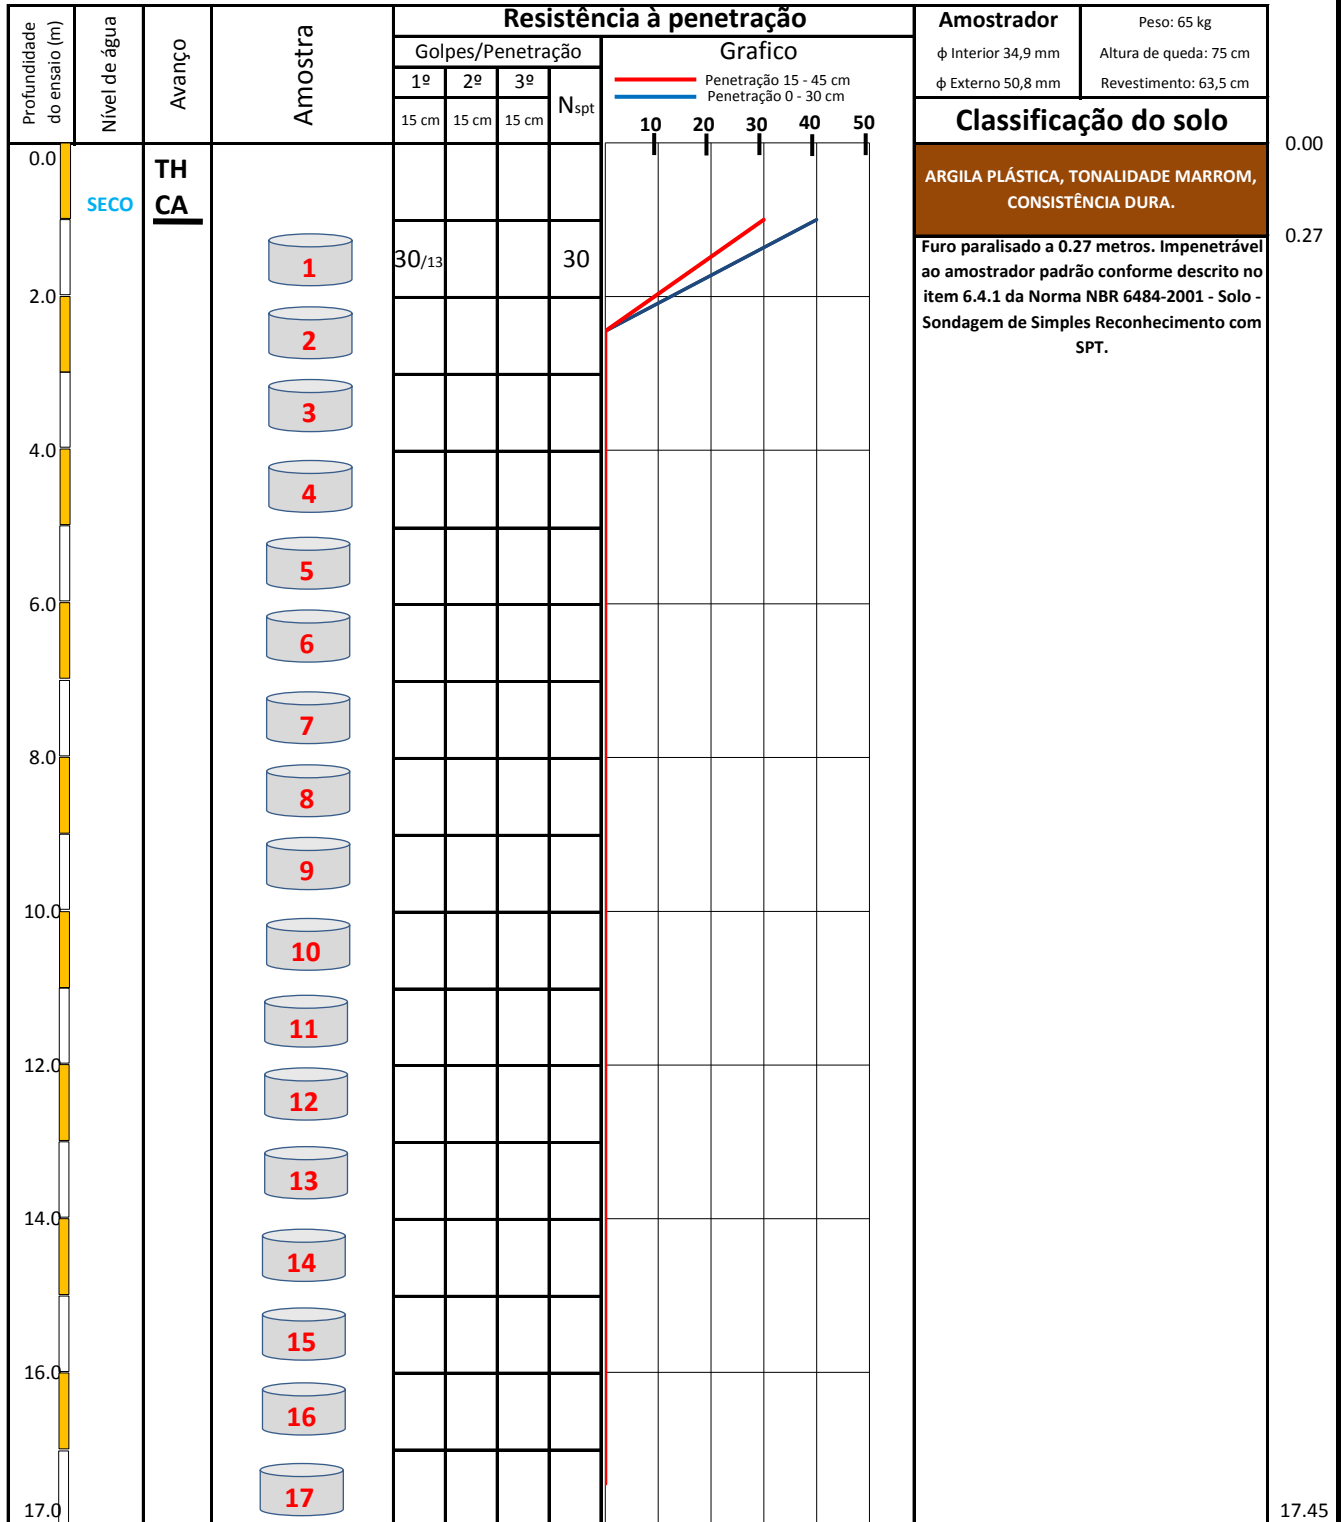 Profundidade
do ensaio (m)
Nível de água
Avanço
Amostra
Resistência à penetração
Golpes/Penetração
1º
2º
3º
Nspt
15 cm
15 cm
15 cm
Grafico
Penetração 15 - 45 cm
Penetração 0 - 30 cm
10
20
30
40
50
Amostrador
ф Interior 34,9 mm
ф Externo 50,8 mm
Peso: 65 kg
Altura de queda: 75 cm
Revestimento: 63,5 cm
Classificação do solo
0.0
SECO
TH
CA
ARGILA PLÁSTICA, TONALIDADE MARROM,
CONSISTÊNCIA DURA.
0.00
0.27
1
30/13
30
Furo paralisado a 0.27 metros. Impenetrável
ao amostrador padrão conforme descrito no
item 6.4.1 da Norma NBR 6484-2001 - Solo -
Sondagem de Simples Reconhecimento com
SPT.
2.0
2
3
4.0
4
5
6.0
6
7
8.0
8
9
10.0
10
11
12.0
12
13
14.0
14
15
16.0
16
17
17.0
17.45